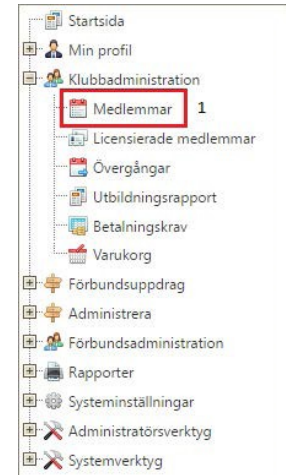 Startsida
Min profil
Klubbadministration
Medlemmar 1
Licensierade medlemmar
Övergångar
Utbildningsrapport
Betalningskrav
Varukorg
Förbundsuppdrag
Administrera
Förbundsadministration
Rapporter
Systeminställningar
Administratörsverktyg
Systemverktyg